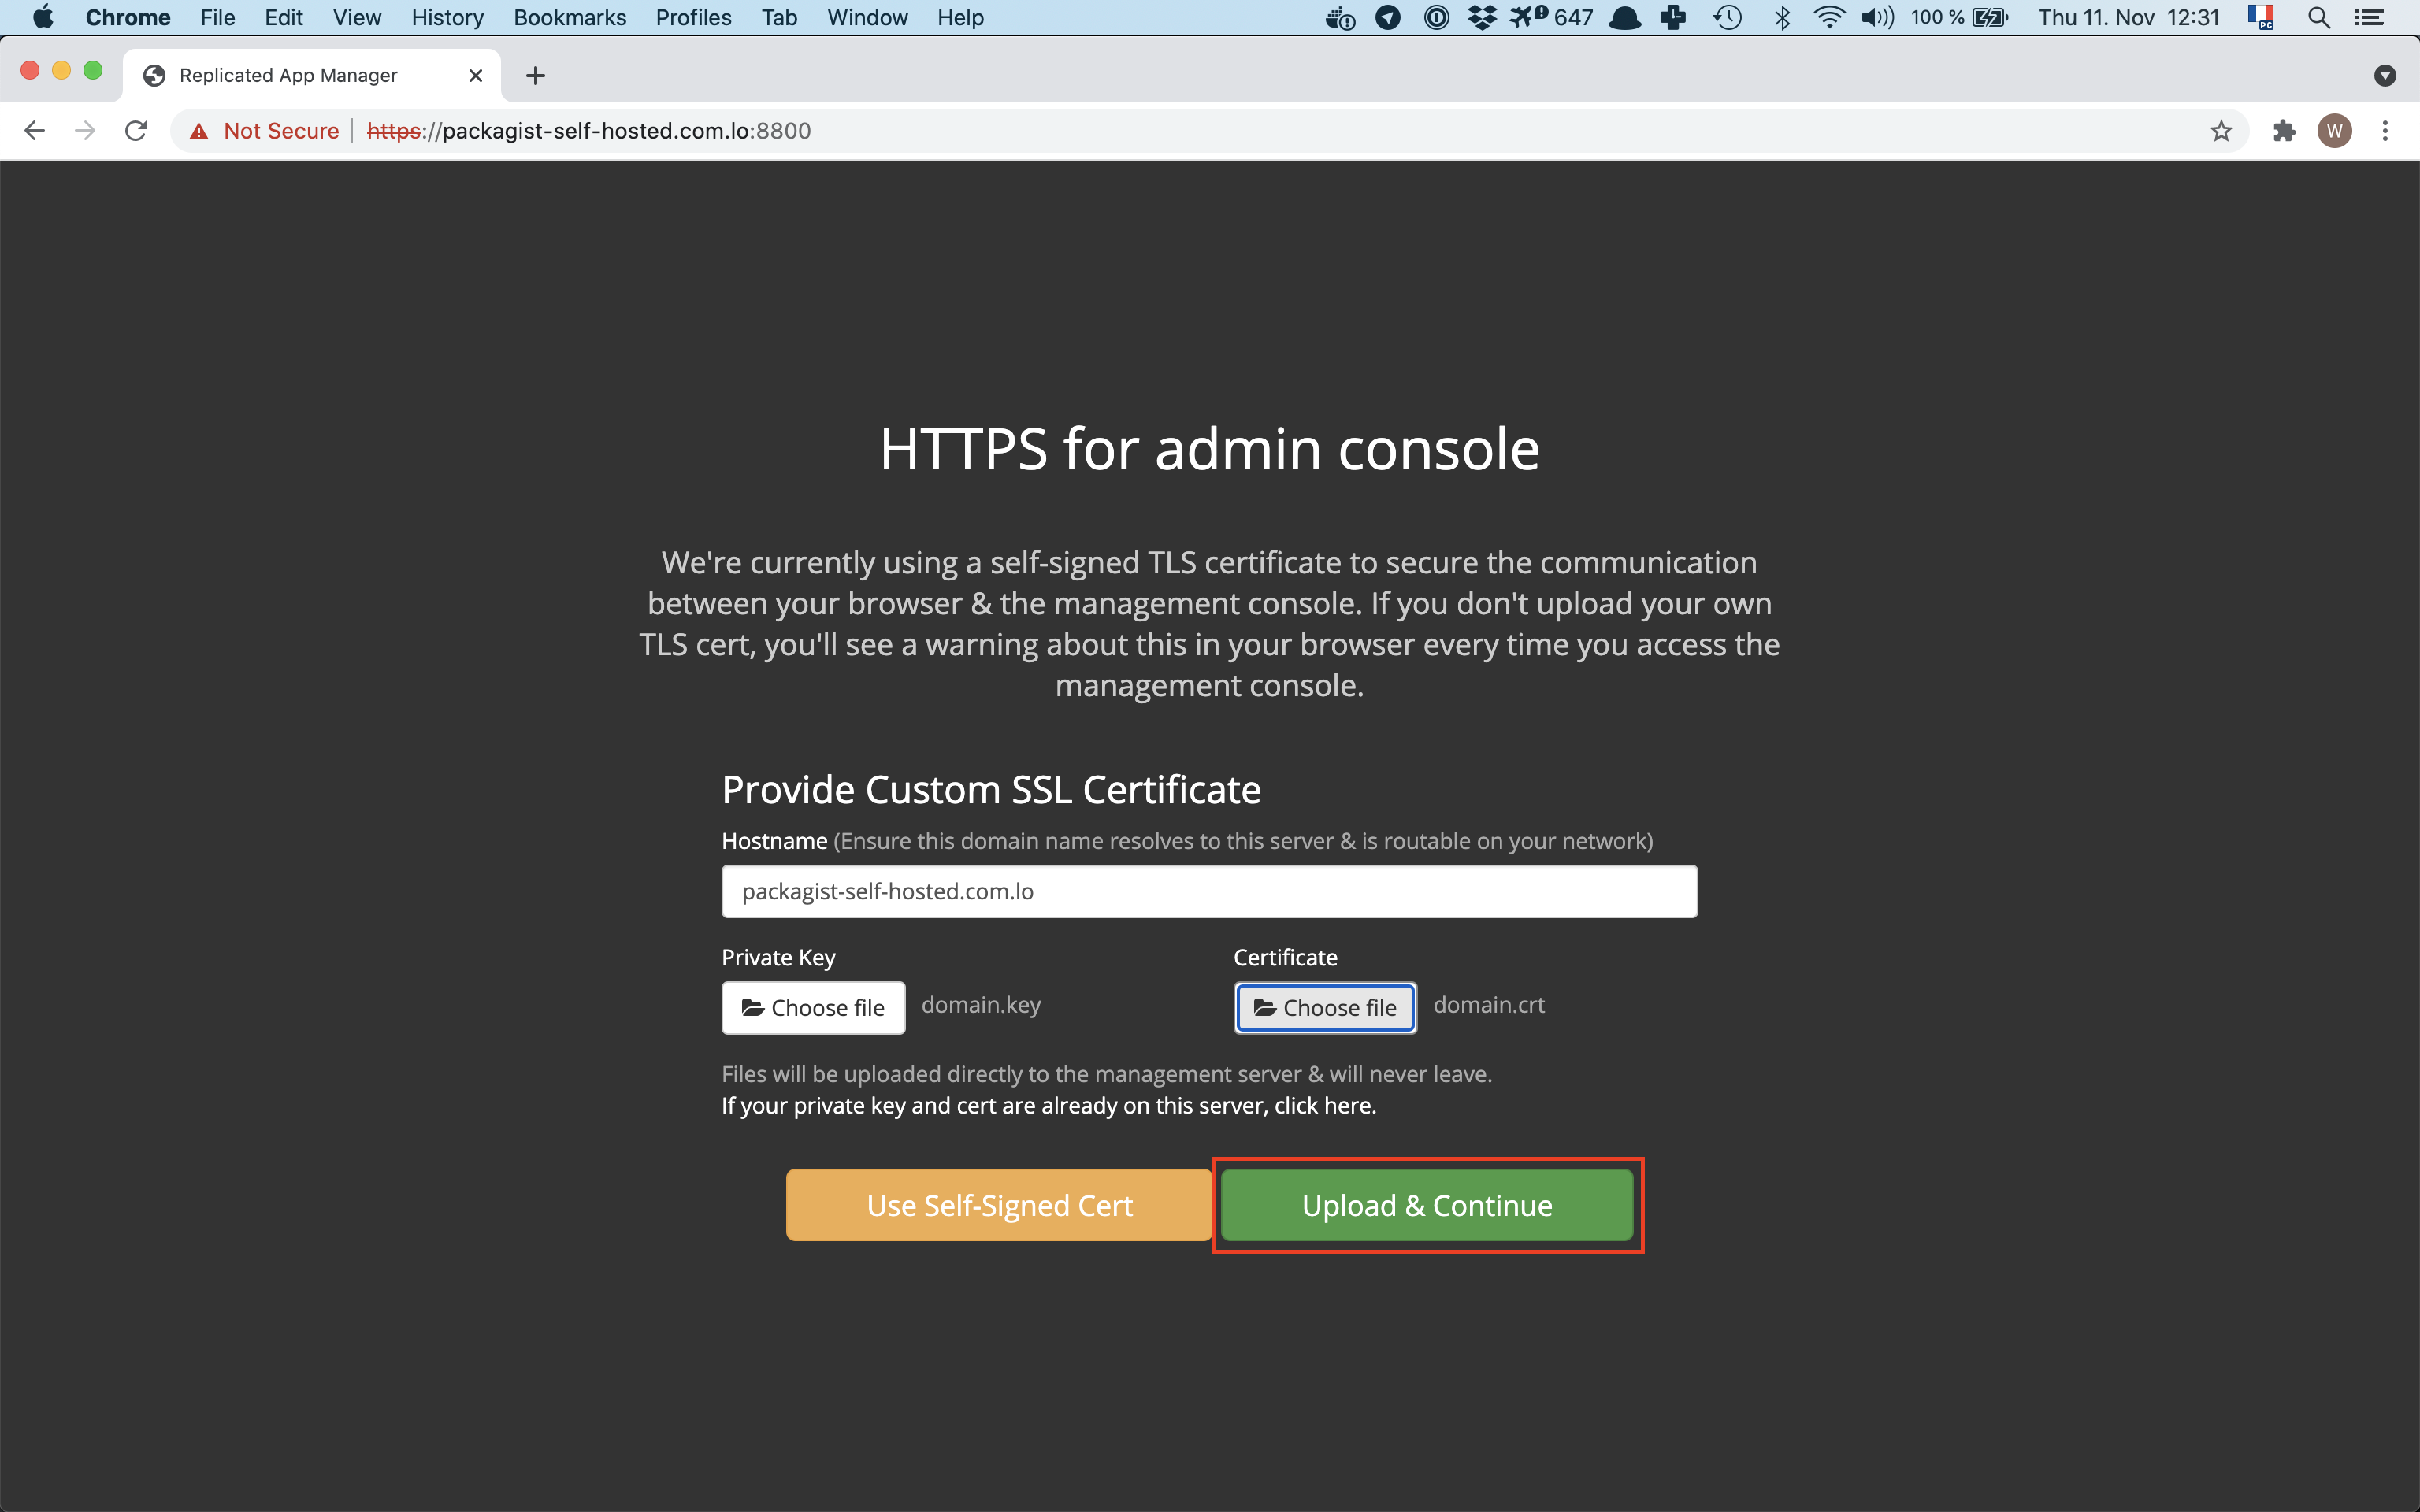 Chrome File Edit View History Bookmarks Profiles Tab Window Help 647 100 % Thu 11. Nov 12:31
Replicated App Manager
Not Secure https://packagist-self-hosted.com.lo:8800 W
HTTPS for admin console
We're currently using a self-signed TLS certificate to secure the communication
between your browser & the management console. If you don't upload your own
TLS cert, you'll see a warning about this in your browser every time you access the
management console.
Provide Custom SSL Certificate
Hostname (Ensure this domain name resolves to this server & is routable on your network)
packagist-self-hosted.com.lo
Private Key Certificate
Choose file domain.key Choose file domain.crt
Files will be uploaded directly to the management server & will never leave.
If your private key and cert are already on this server, click here.
Use Self-Signed Cert Upload & Continue